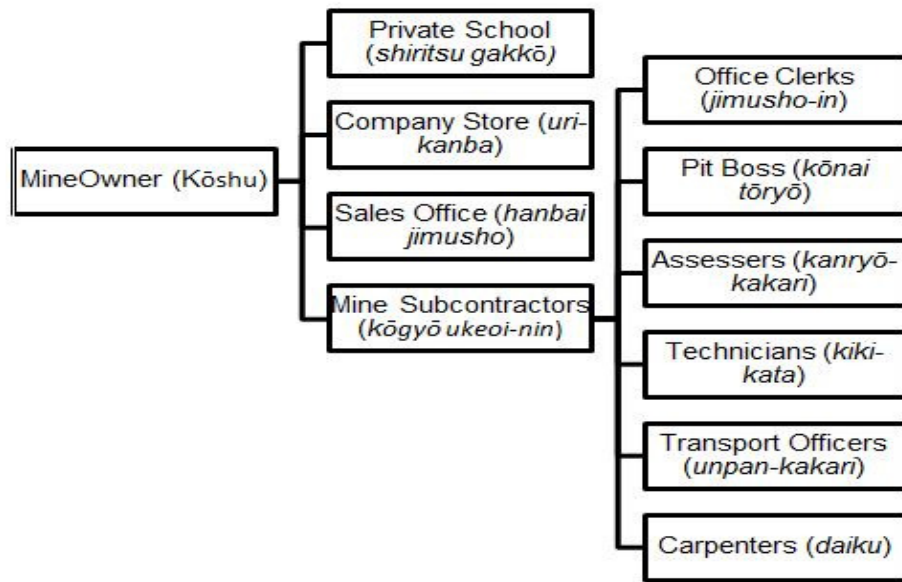 MineOwner (Kōshu)
Private School
(shiritsu gakkō)
Company Store (uri-
kanba)
Sales Office (hanbai
jimusho)
Mine Subcontractors
(kōgyō ukeoi-nin)
Office Clerks
(jimusho-in)
Pit Boss (kōnai
tōryō)
Assessers (kanryō-
kakari)
Technicians (kiki-
kata)
Transport Officers
(unpan-kakari)
Carpenters (daiku)